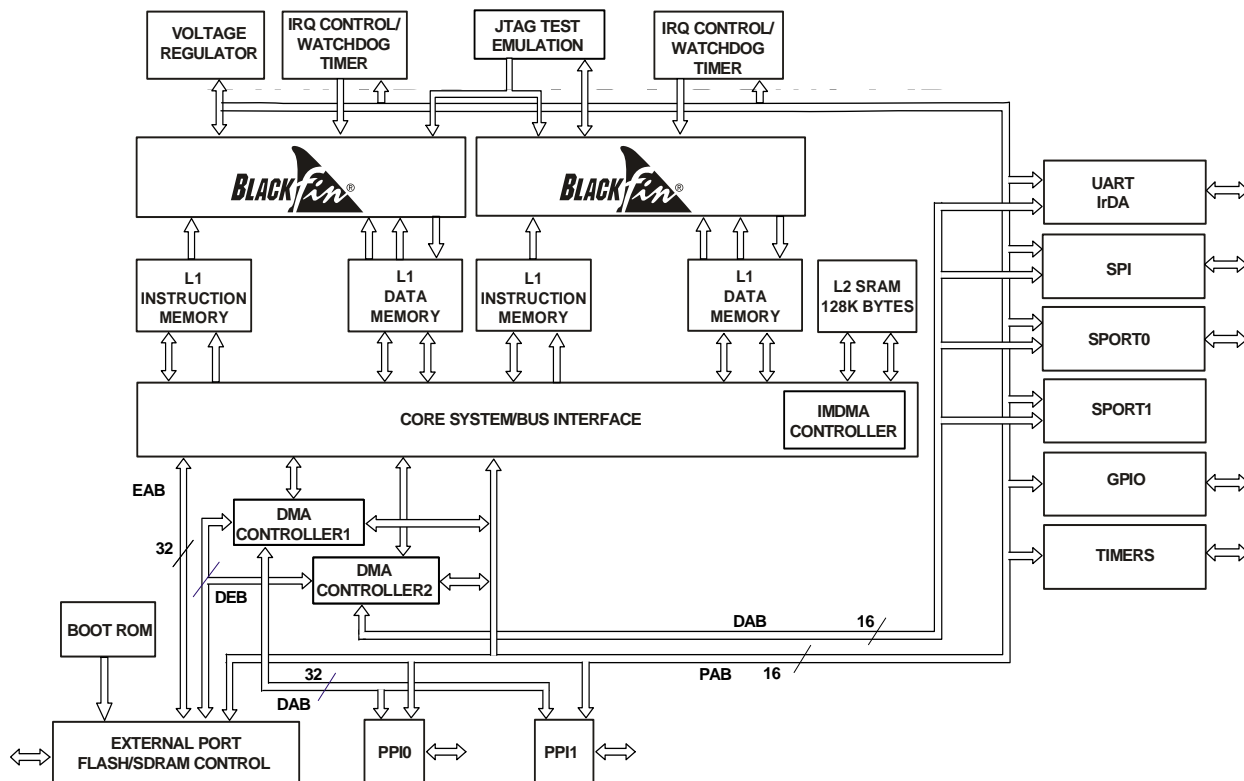 VOLTAGE
REGULATOR
IRQ CONTROL/
WATCHDOG
TIMER
JTAG TEST
EMULATION
IRQ CONTROL/
WATCHDOG
TIMER
BLACKfin®
BLACKfin®
UART
IrDA
SPI
SPORT0
SPORT1
GPIO
TIMERS
L1
INSTRUCTION
MEMORY
L1
DATA
MEMORY
L1
INSTRUCTION
MEMORY
L1
DATA
MEMORY
L2 SRAM
128K BYTES
CORE SYSTEM/BUS INTERFACE
IMDMA
CONTROLLER
EAB
32
DMA
CONTROLLER1
DMA
CONTROLLER2
DEB
BOOT ROM
DAB
16
PAB
16
32
DAB
EXTERNAL PORT
FLASH/SDRAM CONTROL
PPI0
PPI1